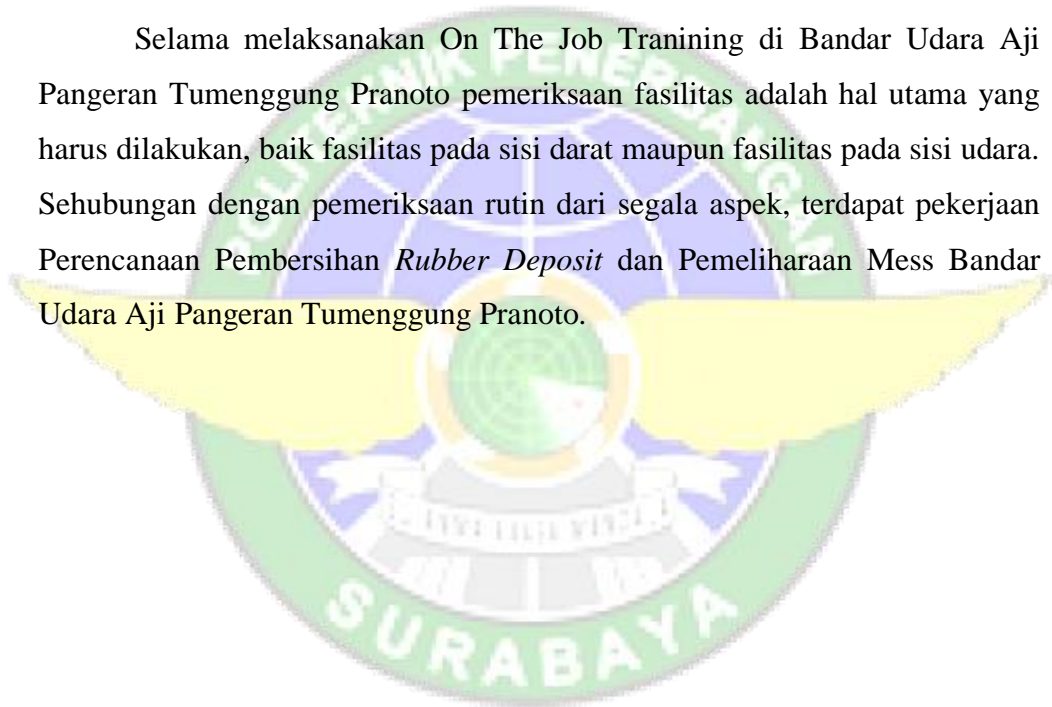 Selama melaksanakan On The Job Tranining di Bandar Udara Aji
Pangeran Tumenggung Pranoto pemeriksaan fasilitas adalah hal utama yang
harus dilakukan, baik fasilitas pada sisi darat maupun fasilitas pada sisi udara.
Sehubungan dengan pemeriksaan rutin dari segala aspek, terdapat pekerjaan
Perencanaan Pembersihan Rubber Deposit dan Pemeliharaan Mess Bandar
Udara Aji Pangeran Tumenggung Pranoto.
POLITEKNIK PENERBANGAN
SURABAYA